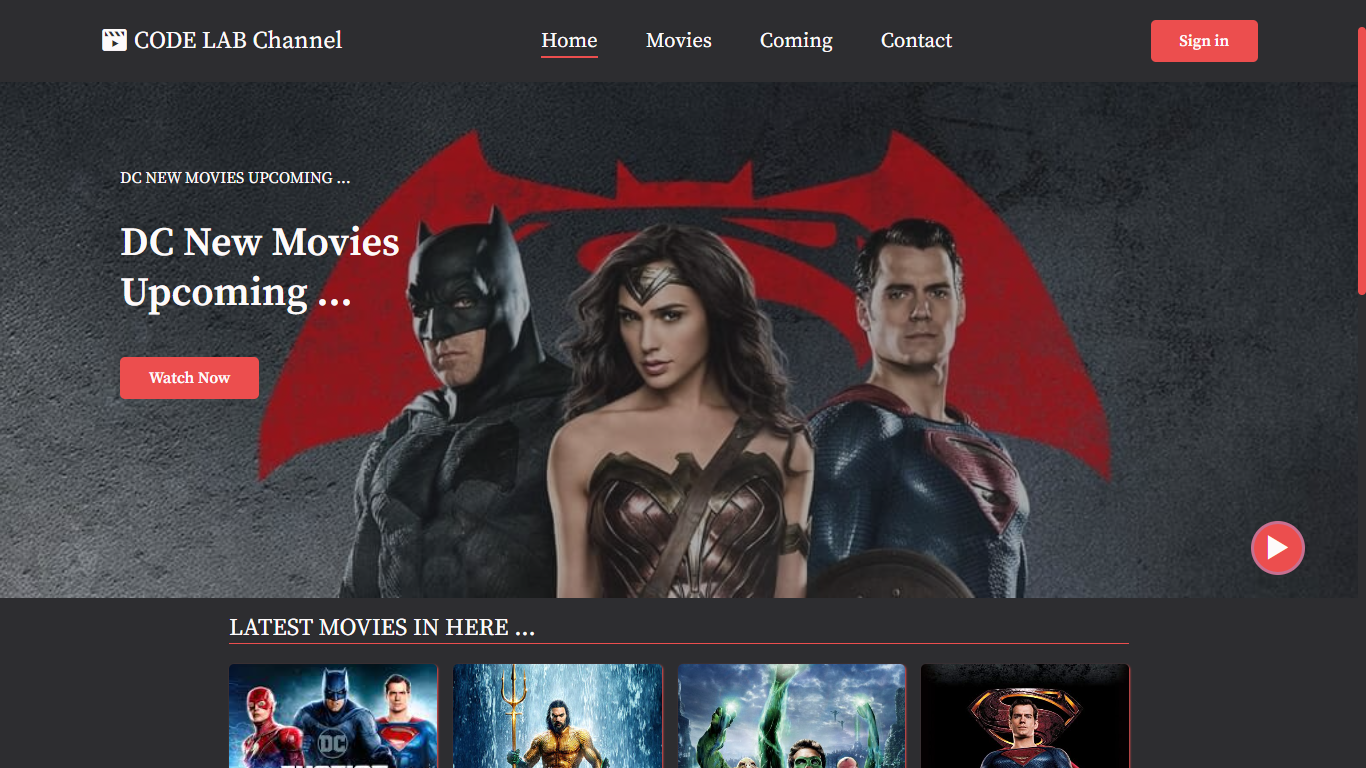 CODE LAB Channel
Home
Movies
Coming
Contact
Sign in
DC NEW MOVIES UPCOMING ...
DC New Movies
Upcoming ...
Watch Now
LATEST MOVIES IN HERE ...
DC